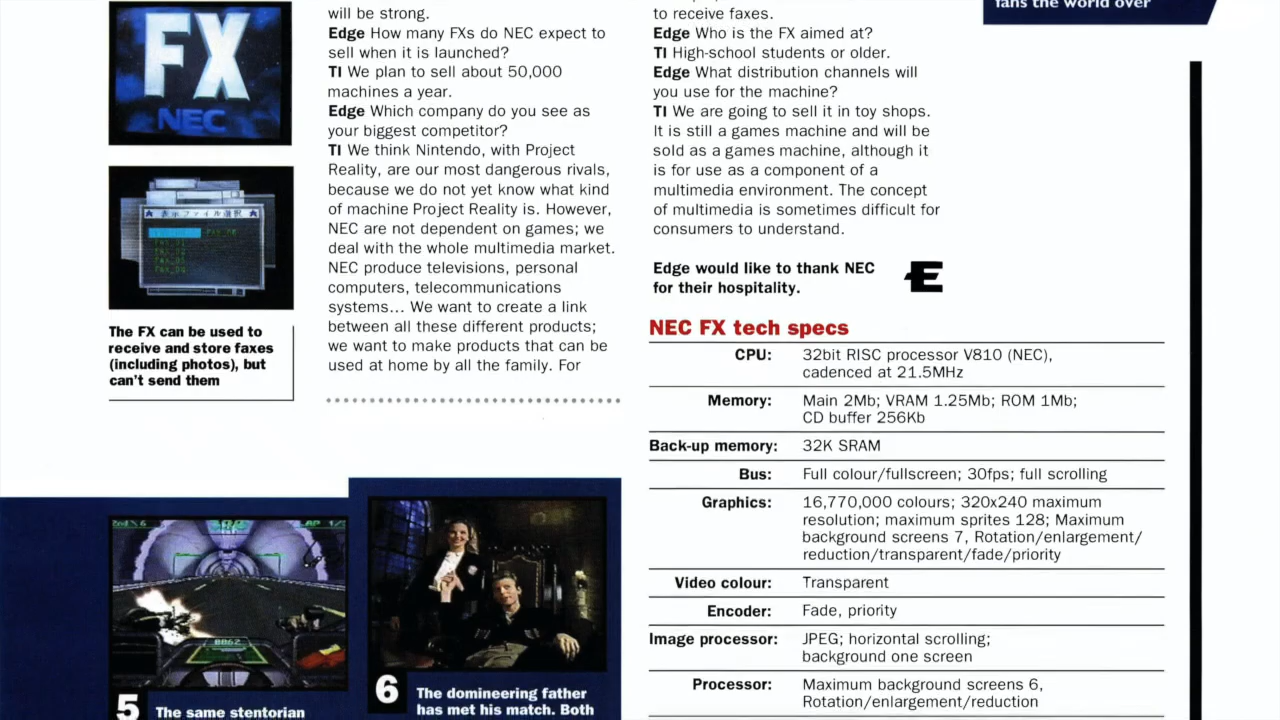 fans the world over
FX
NEC
表示ファイル選択
The FX can be used to
receive and store faxes
(including photos), but
can't send them
will be strong.
Edge How many FXs do NEC expect to
sell when it is launched?
TI We plan to sell about 50,000
machines a year.
Edge Which company do you see as
your biggest competitor?
TI We think Nintendo, with Project
Reality, are our most dangerous rivals,
because we do not yet know what kind
of machine Project Reality is. However,
NEC are not dependent on games; we
deal with the whole multimedia market.
NEC produce televisions, personal
computers, telecommunications
systems... We want to create a link
between all these different products;
we want to make products that can be
used at home by all the family. For
to receive faxes.
Edge Who is the FX aimed at?
TI High-school students or older.
Edge What distribution channels will
you use for the machine?
TI We are going to sell it in toy shops.
It is still a games machine and will be
sold as a games machine, although it
is for use as a component of a
multimedia environment. The concept
of multimedia is sometimes difficult for
consumers to understand.
Edge would like to thank NEC
for their hospitality.
E
NEC FX tech specs
CPU: 32bit RISC processor V810 (NEC),
cadenced at 21.5MHz
Memory: Main 2Mb; VRAM 1.25Mb; ROM 1Mb;
CD buffer 256Kb
Back-up memory: 32K SRAM
Bus: Full colour/fullscreen; 30fps; full scrolling
Graphics: 16,770,000 colours; 320x240 maximum
resolution; maximum sprites 128; Maximum
background screens 7, Rotation/enlargement/
reduction/transparent/fade/priority
Video colour: Transparent
Encoder: Fade, priority
Image processor: JPEG; horizontal scrolling;
background one screen
Processor: Maximum background screens 6,
Rotation/enlargement/reduction
5 The same stentorian
6 The domineering father
has met his match. Both